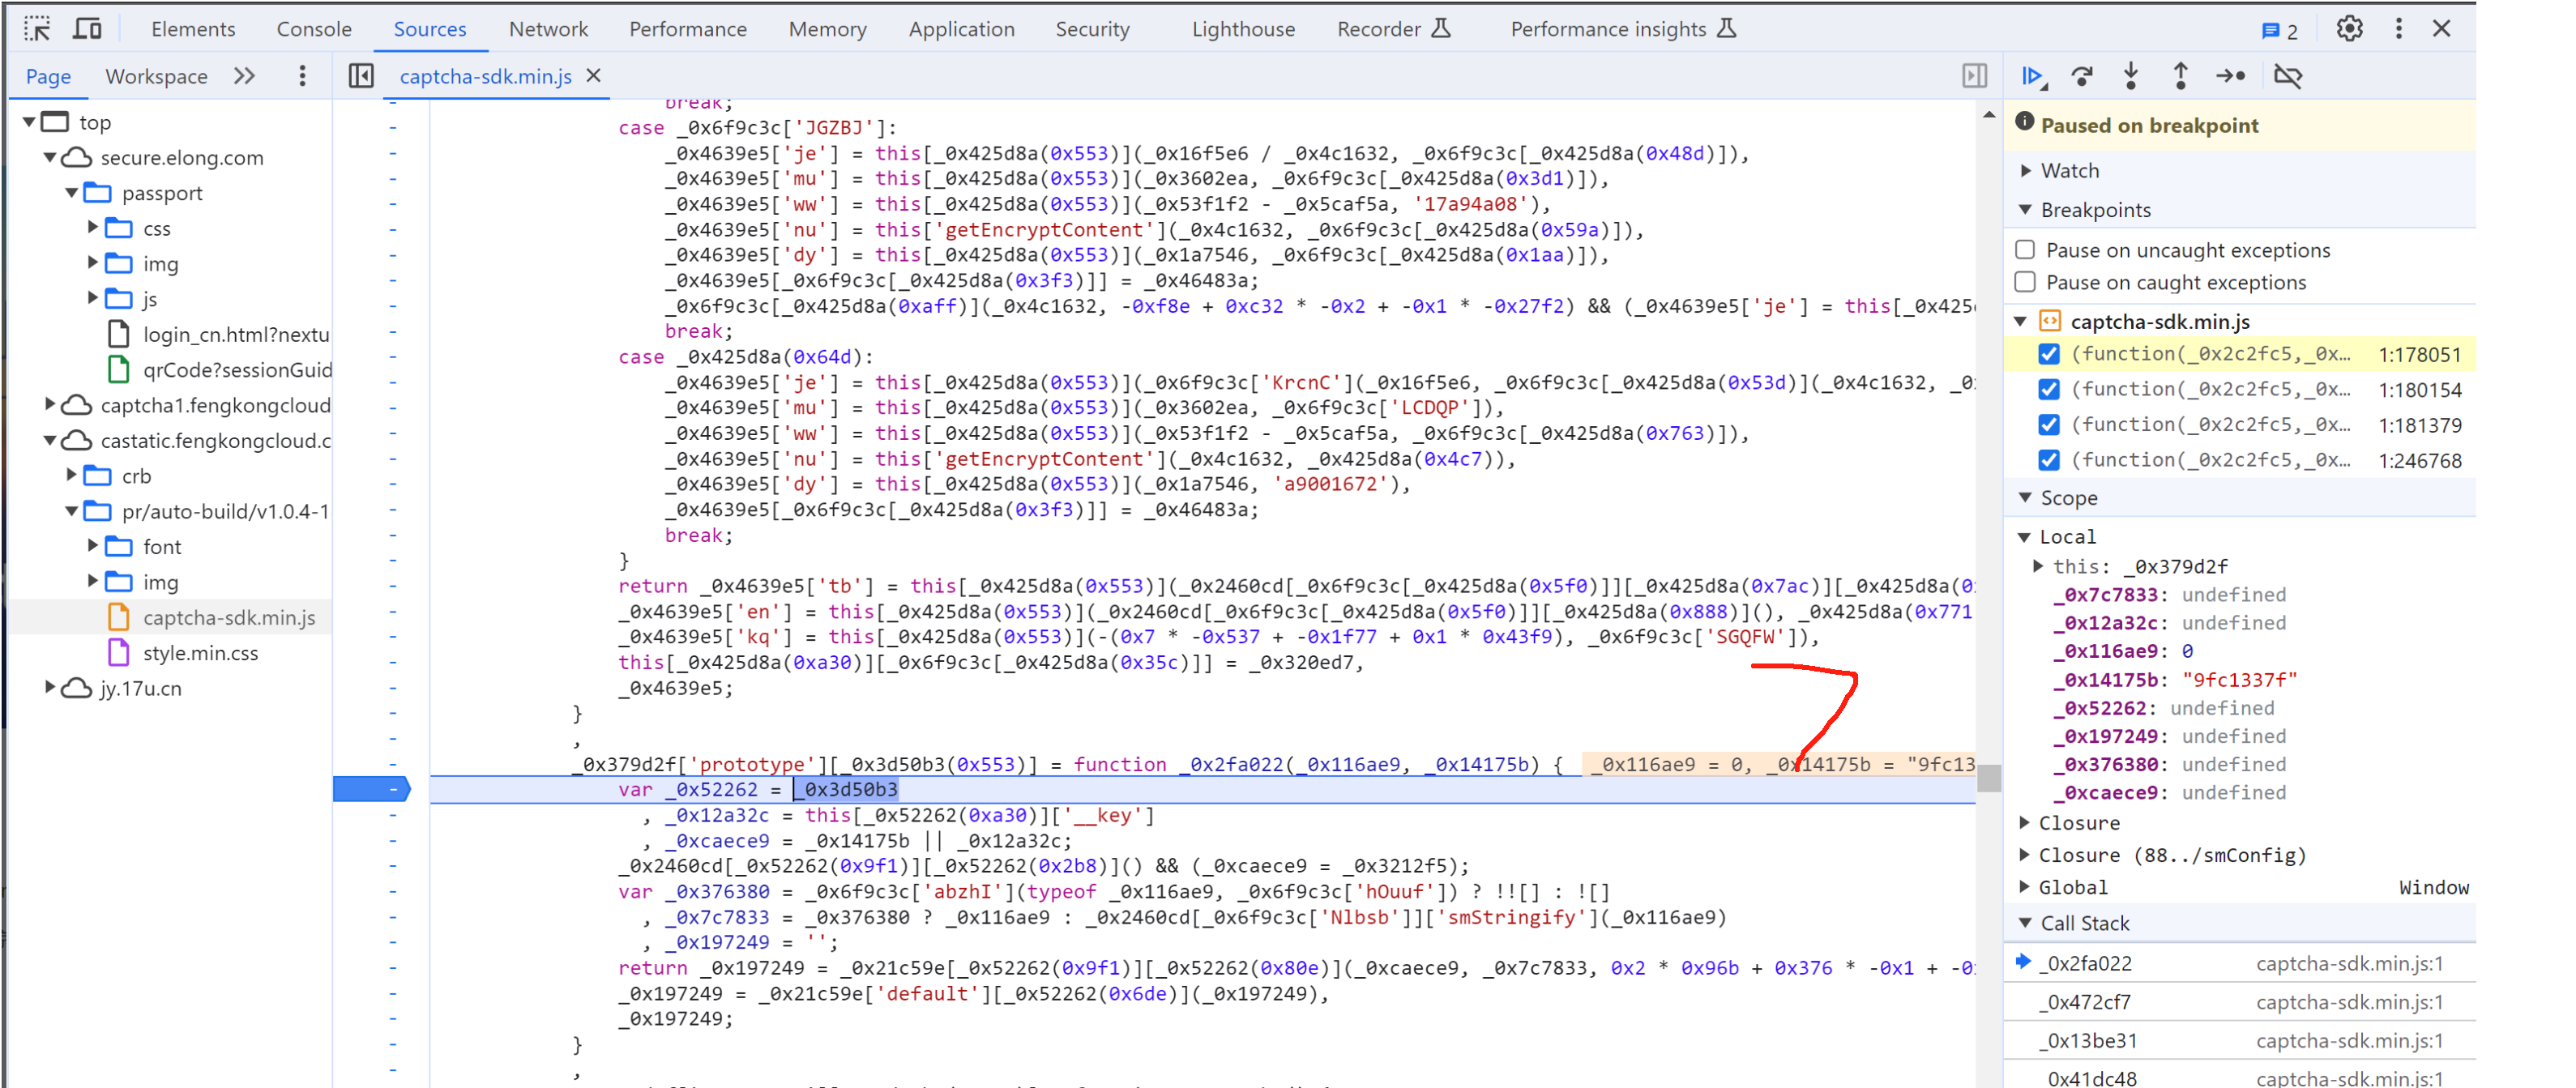 Elements Console Sources Network Performance Memory Application Security Lighthouse Recorder Performance insights 2
Page Workspace captcha-sdk.min.js
top
secure.elong.com
passport
css
img
js
login_cn.html?nextu
qrCode?sessionGuid
captcha1.fengkongcloud
castatic.fengkongcloud.c
crb
pr/auto-build/v1.0.4-1
font
img
captcha-sdk.min.js
style.min.css
jy.17u.cn
break;
case _0x6f9c3c['JGZBJ']:
_0x4639e5['je'] = this[_0x425d8a(0x553)](_0x16f5e6 / _0x4c1632, _0x6f9c3c[_0x425d8a(0x48d)]),
_0x4639e5['mu'] = this[_0x425d8a(0x553)](_0x3602ea, _0x6f9c3c[_0x425d8a(0x3d1)]),
_0x4639e5['ww'] = this[_0x425d8a(0x553)](_0x53f1f2 - _0x5caf5a, '17a94a08'),
_0x4639e5['nu'] = this['getEncryptContent'](_0x4c1632, _0x6f9c3c[_0x425d8a(0x59a)]),
_0x4639e5['dy'] = this[_0x425d8a(0x553)](_0x1a7546, _0x6f9c3c[_0x425d8a(0x1aa)]),
_0x4639e5[_0x6f9c3c[_0x425d8a(0x3f3)]] = _0x46483a;
_0x6f9c3c[_0x425d8a(0xaff)](_0x4c1632, -0xf8e + 0xc32 * -0x2 + -0x1 * -0x27f2) && (_0x4639e5['je'] = this[_0x425
break;
case _0x425d8a(0x64d):
_0x4639e5['je'] = this[_0x425d8a(0x553)](_0x6f9c3c['KrcnC'](_0x16f5e6, _0x6f9c3c[_0x425d8a(0x53d)](_0x4c1632, _0
_0x4639e5['mu'] = this[_0x425d8a(0x553)](_0x3602ea, _0x6f9c3c['LCDQP']),
_0x4639e5['ww'] = this[_0x425d8a(0x553)](_0x53f1f2 - _0x5caf5a, _0x6f9c3c[_0x425d8a(0x763)]),
_0x4639e5['nu'] = this['getEncryptContent'](_0x4c1632, _0x425d8a(0x4c7)),
_0x4639e5['dy'] = this[_0x425d8a(0x553)](_0x1a7546, 'a9001672'),
_0x4639e5[_0x6f9c3c[_0x425d8a(0x3f3)]] = _0x46483a;
break;
}
return _0x4639e5['tb'] = this[_0x425d8a(0x553)](_0x2460cd[_0x6f9c3c[_0x425d8a(0x5f0)]][_0x425d8a(0x7ac)][_0x425d8a(0
_0x4639e5['en'] = this[_0x425d8a(0x553)](_0x2460cd[_0x6f9c3c[_0x425d8a(0x5f0)]][_0x425d8a(0x888)](), _0x425d8a(0x771
_0x4639e5['kq'] = this[_0x425d8a(0x553)](-(0x7 * -0x537 + -0x1f77 + 0x1 * 0x43f9), _0x6f9c3c['SGQFW']),
this[_0x425d8a(0xa30)][_0x6f9c3c[_0x425d8a(0x35c)]] = _0x320ed7,
_0x4639e5;
}
,
_0x379d2f['prototype'][_0x3d50b3(0x553)] = function _0x2fa022(_0x116ae9, _0x14175b) { _0x116ae9 = 0, _0x14175b = "9fc13
var _0x52262 = _0x3d50b3
, _0x12a32c = this[_0x52262(0xa30)]['__key']
, _0xcaece9 = _0x14175b || _0x12a32c;
_0x2460cd[_0x52262(0x9f1)][_0x52262(0x2b8)]() && (_0xcaece9 = _0x3212f5);
var _0x376380 = _0x6f9c3c['abzhI'](typeof _0x116ae9, _0x6f9c3c['hOuuf']) ? !![] : ![]
, _0x7c7833 = _0x376380 ? _0x116ae9 : _0x2460cd[_0x6f9c3c['Nlbsb']]['smStringify'](_0x116ae9)
, _0x197249 = '';
return _0x197249 = _0x21c59e[_0x52262(0x9f1)][_0x52262(0x80e)](_0xcaece9, _0x7c7833, 0x2 * 0x96b + 0x376 * -0x1 + -0
_0x197249 = _0x21c59e['default'][_0x52262(0x6de)](_0x197249),
_0x197249;
}
,
Paused on breakpoint
Watch
Breakpoints
Pause on uncaught exceptions
Pause on caught exceptions
captcha-sdk.min.js
(function(_0x2c2fc5,_0x… 1:178051
(function(_0x2c2fc5,_0x… 1:180154
(function(_0x2c2fc5,_0x… 1:181379
(function(_0x2c2fc5,_0x… 1:246768
Scope
Local
this: _0x379d2f
_0x7c7833: undefined
_0x12a32c: undefined
_0x116ae9: 0
_0x14175b: "9fc1337f"
_0x52262: undefined
_0x197249: undefined
_0x376380: undefined
_0xcaece9: undefined
Closure
Closure (88../smConfig)
Global Window
Call Stack
_0x2fa022 captcha-sdk.min.js:1
_0x472cf7 captcha-sdk.min.js:1
_0x13be31 captcha-sdk.min.js:1
_0x41dc48 captcha-sdk.min.js:1